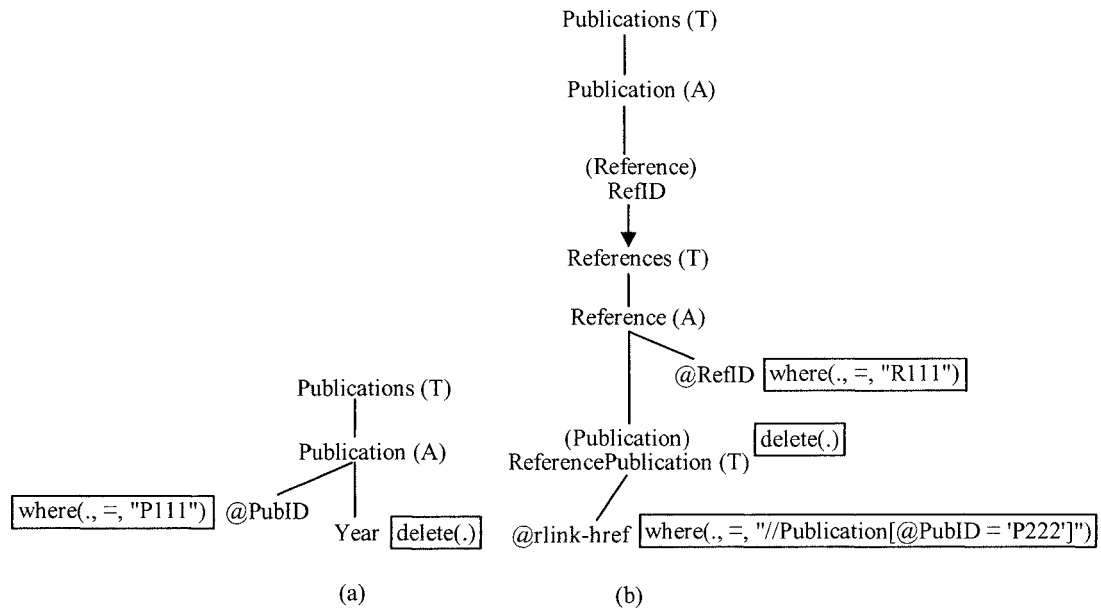 Publications (T)
Publication (A)
(Reference)
RefID
References (T)
Reference (A)
@RefID where(., =, "R111")
(Publication) delete(.)
ReferencePublication (T)
@rlink-href where(., =, "//Publication[@PubID = 'P222']")
(b)
Publications (T)
Publication (A)
where(., =, "P111") @PubID
Year delete(.)
(a)